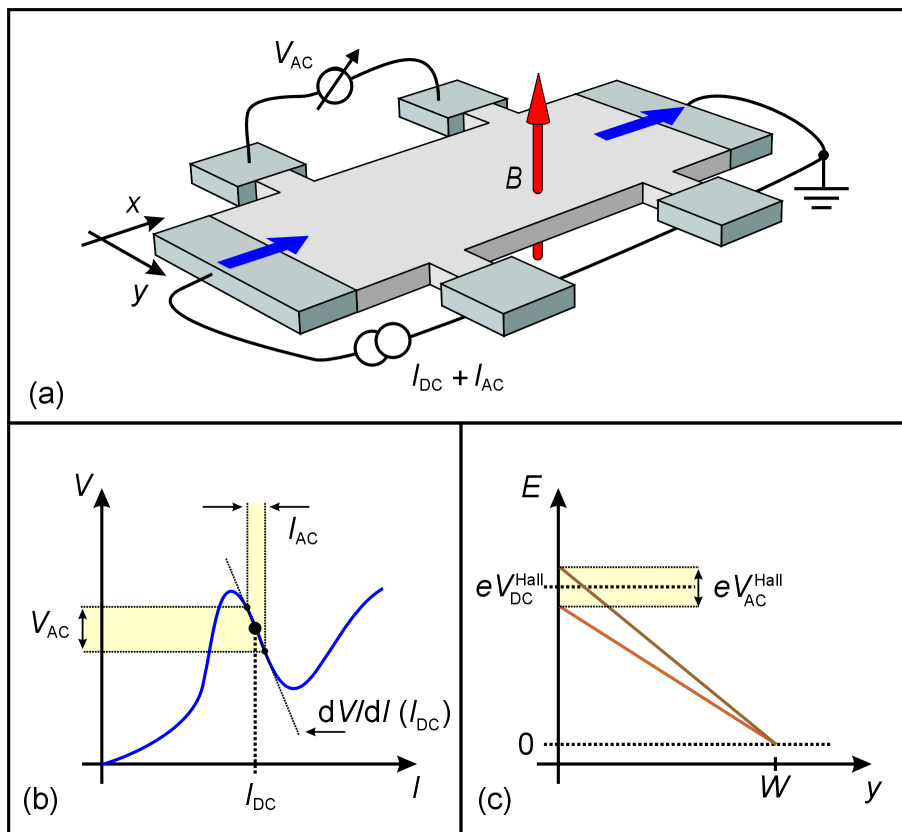 V_AC
B
x
y
I_DC + I_AC
(a)
V
I_AC
V_AC
dV/dI (I_DC)
I_DC
I
(b)
E
eV_DC^Hall
eV_AC^Hall
0
W
y
(c)